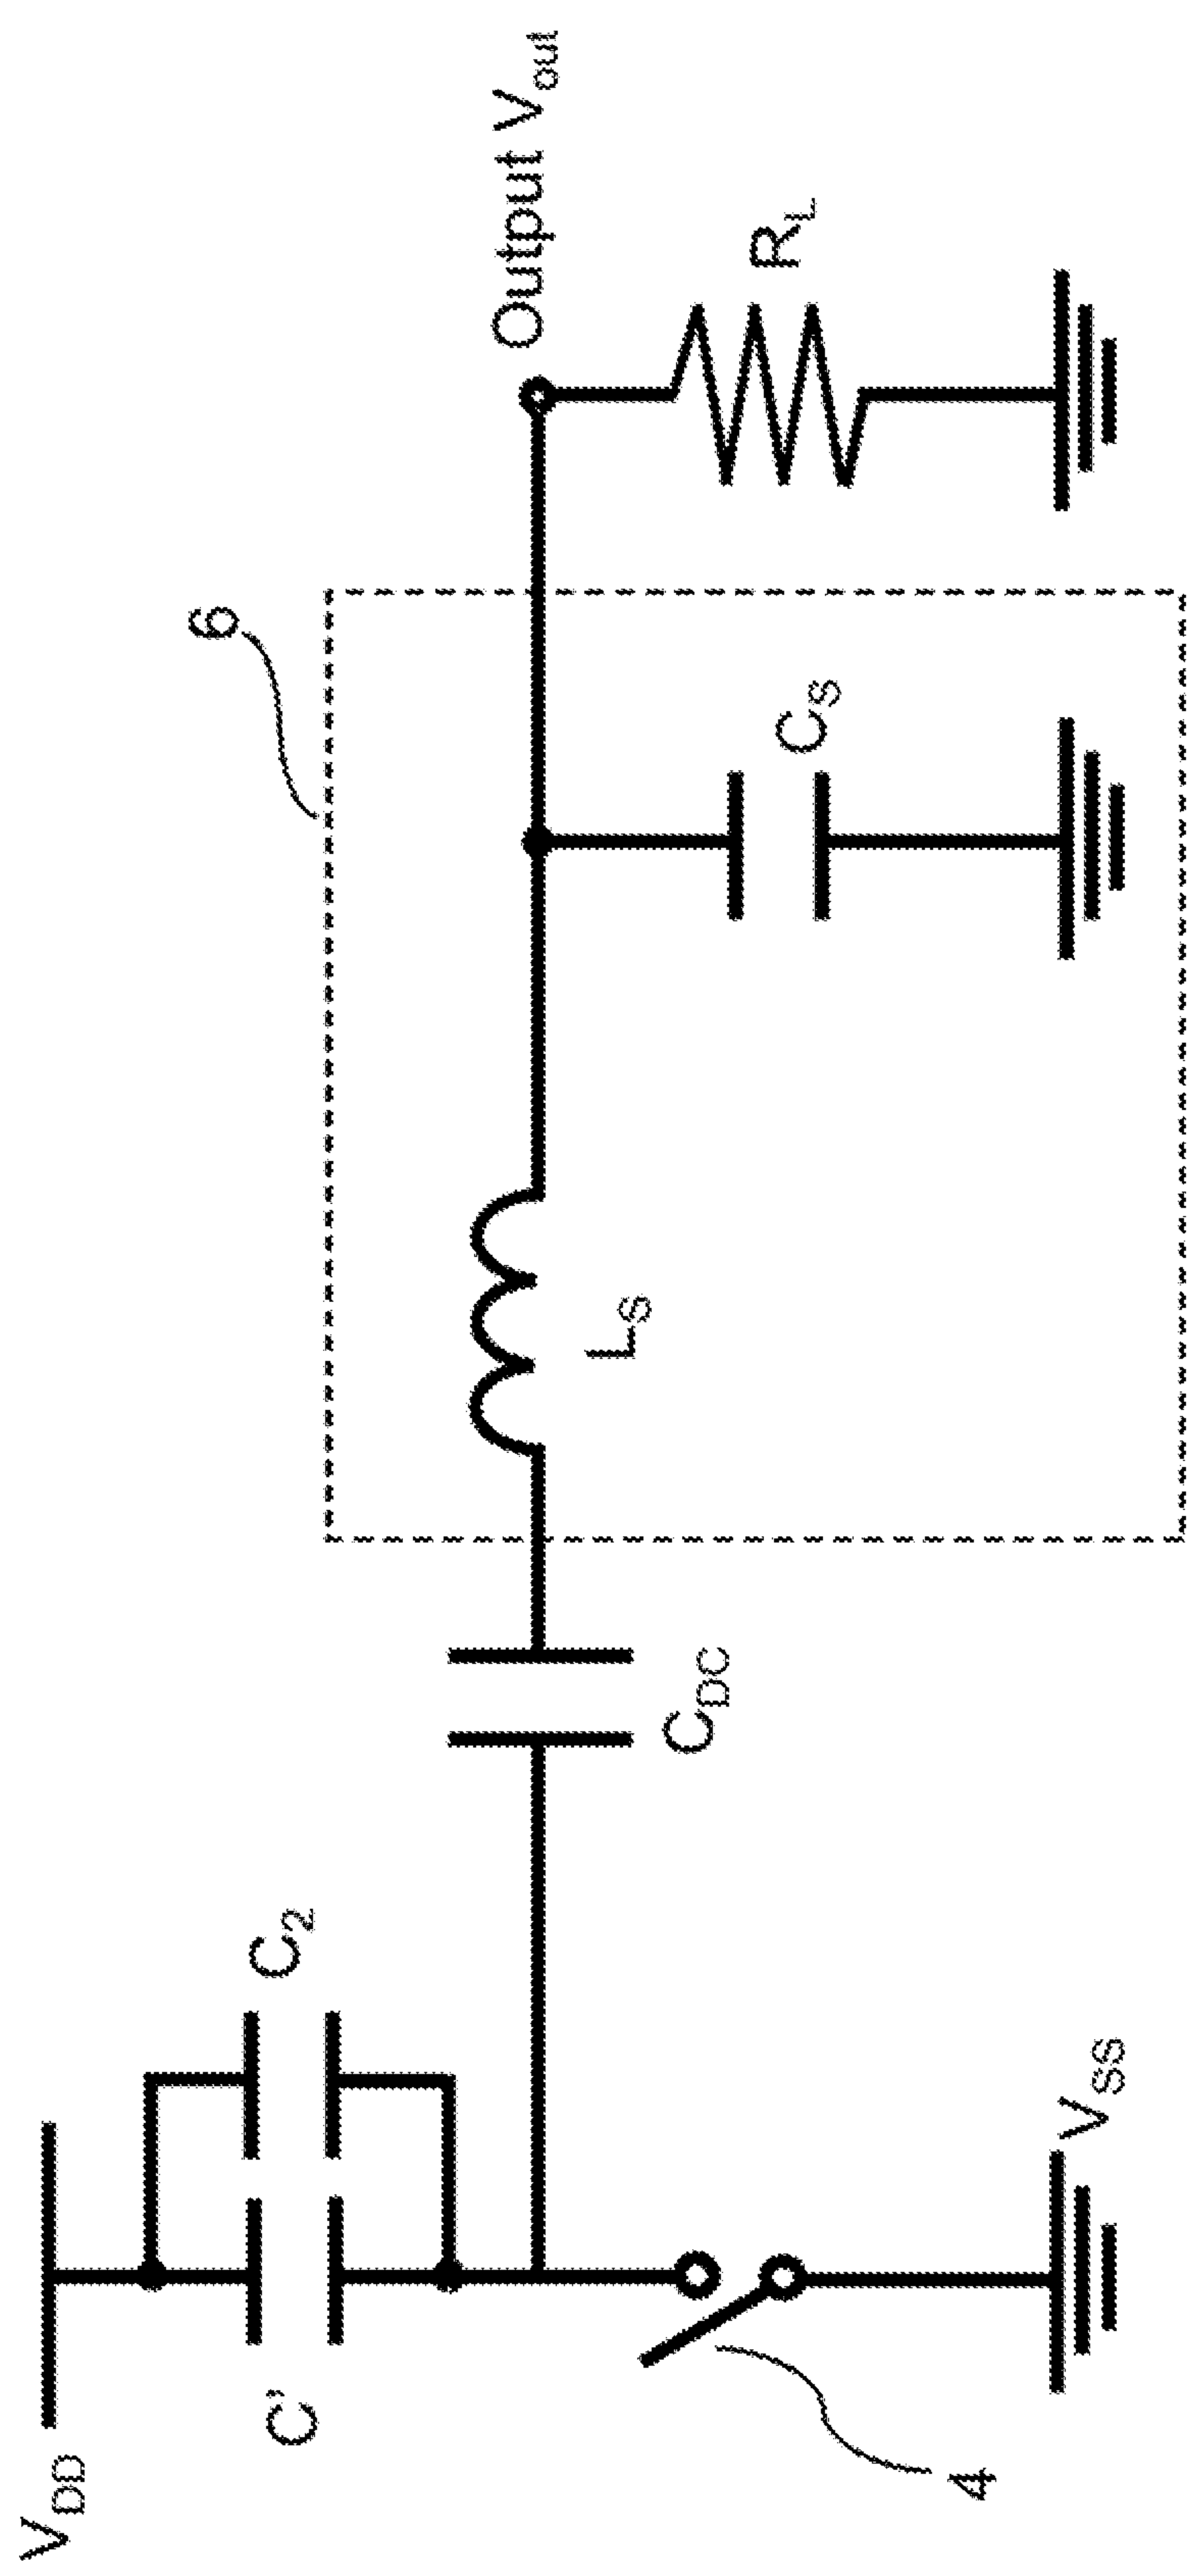 V_DD
C'
C_2
4
V_SS
C_DC
6
L_S
C_S
Output V_out
R_L